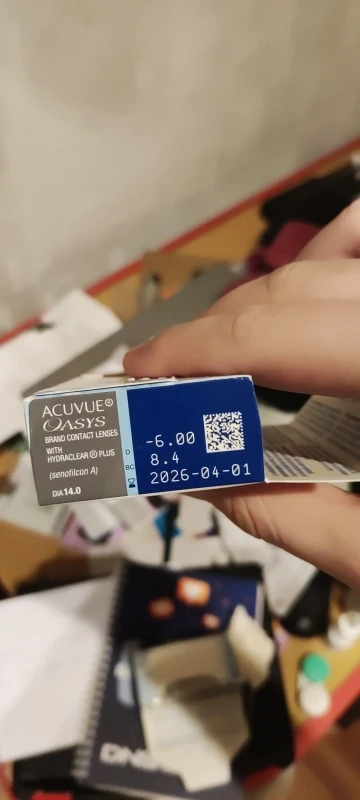 ACUVUE®
OASYS
BRAND CONTACT LENSES
WITH
HYDRACLEAR® PLUS
(senofilcon A)
DIA 14.0
D -6.00
BC 8.4
2026-04-01